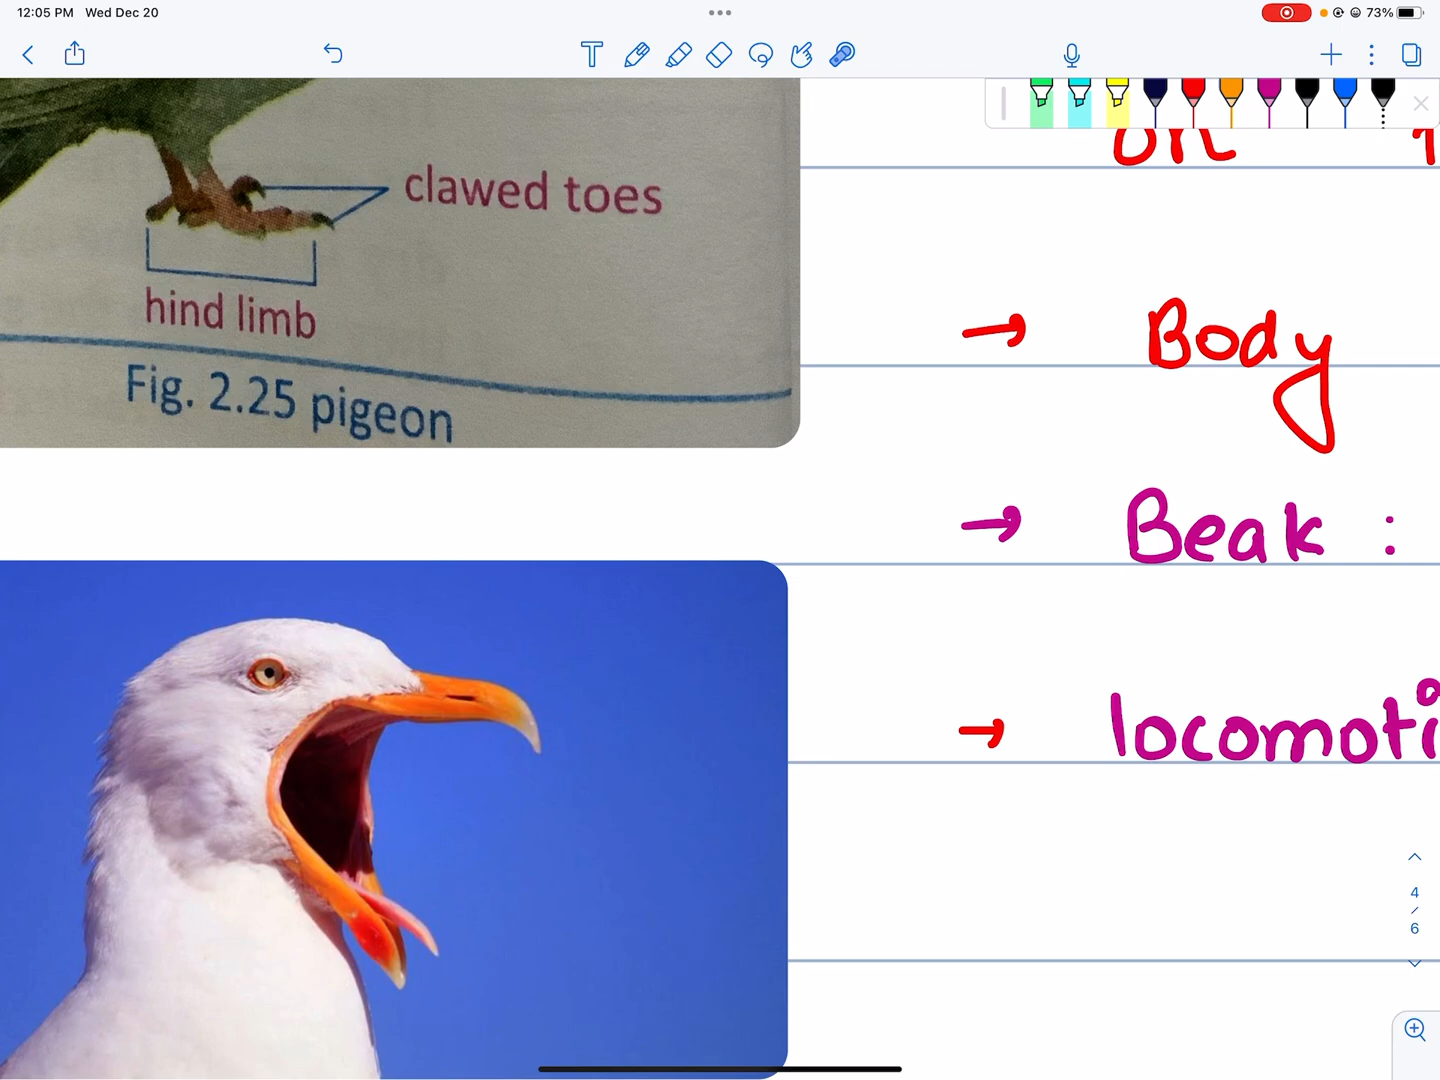 12:05 PM Wed Dec 20
73%
clawed toes
hind limb
Fig. 2.25 pigeon
→ Body
→ Beak :
→ locomoti
4
/
6